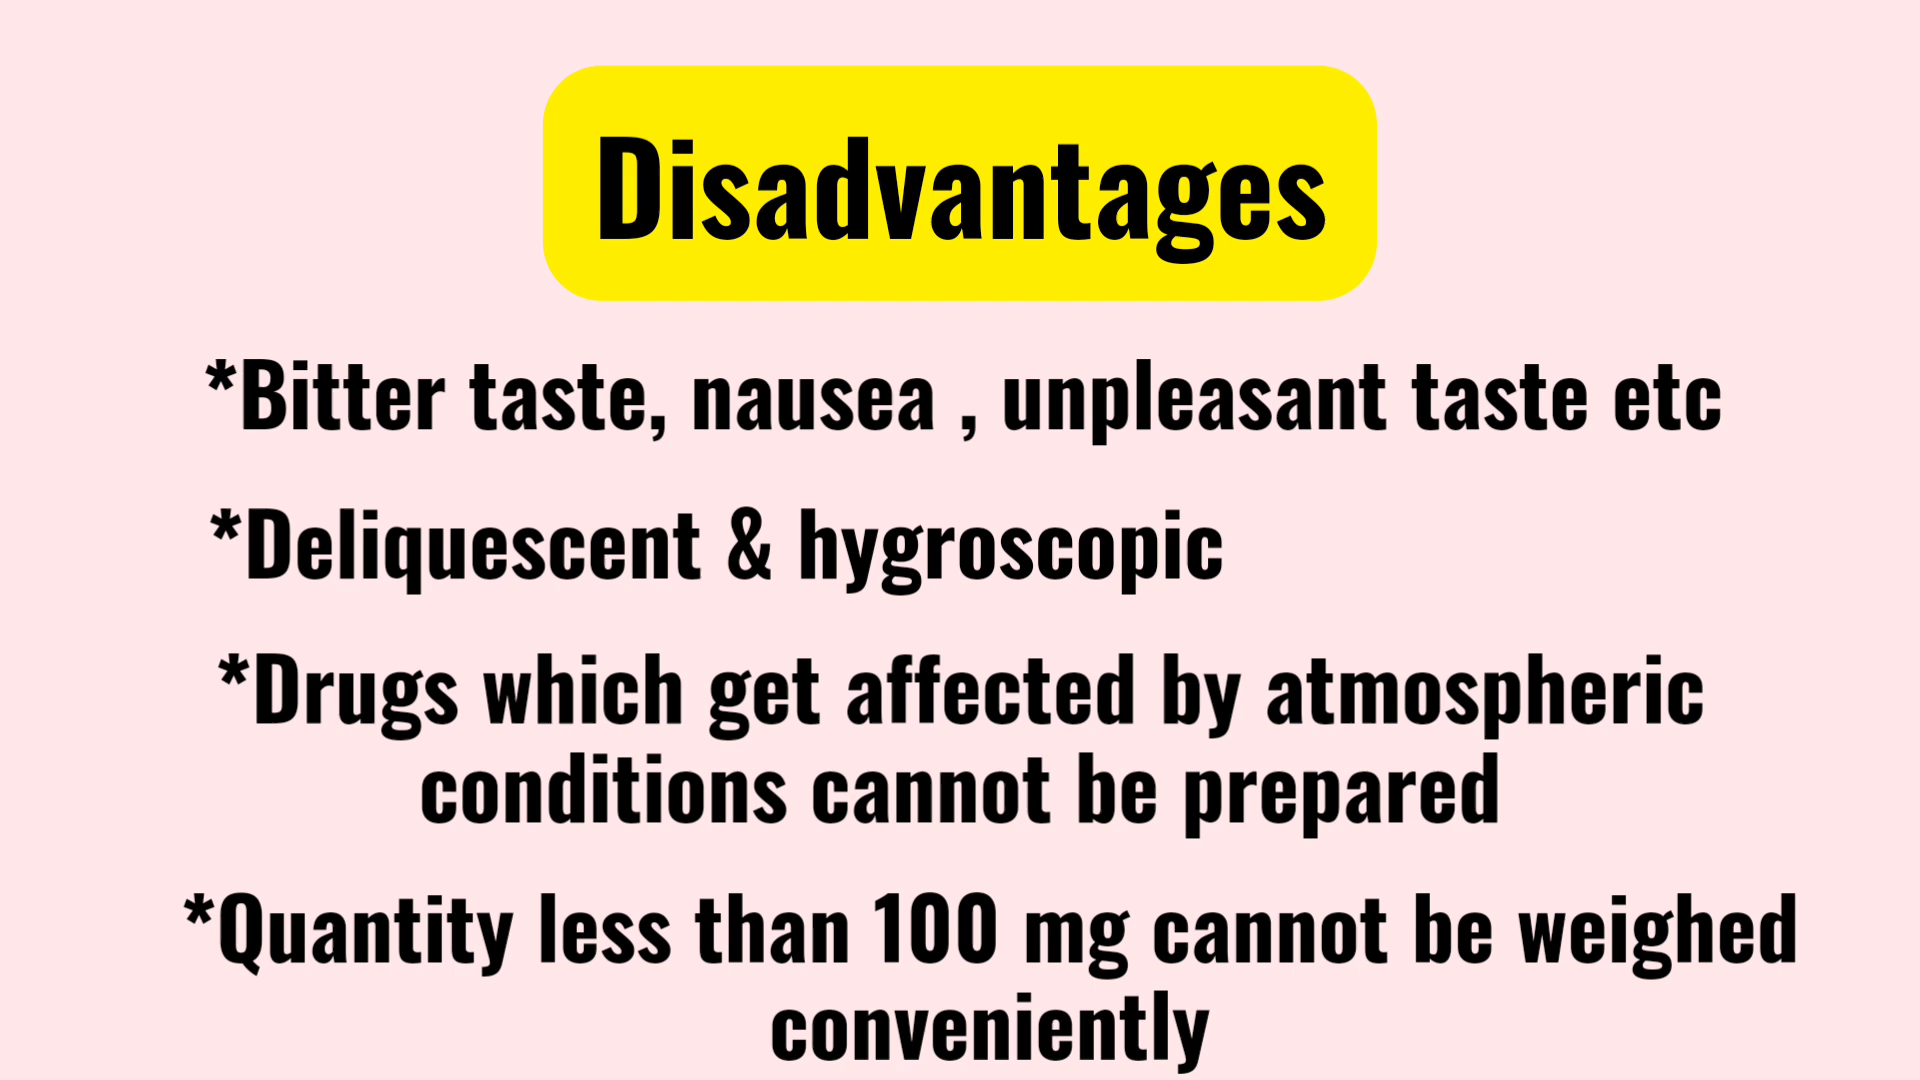 Disadvantages
*Bitter taste, nausea , unpleasant taste etc
*Deliquescent & hygroscopic
*Drugs which get affected by atmospheric
conditions cannot be prepared
*Quantity less than 100 mg cannot be weighed
conveniently